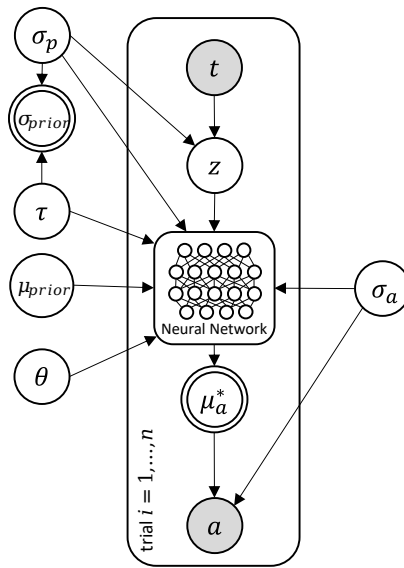 σ_p
t
σ_prior
z
τ
μ_prior
Neural Network
σ_a
θ
μ_a^*
trial i = 1,...,n
a